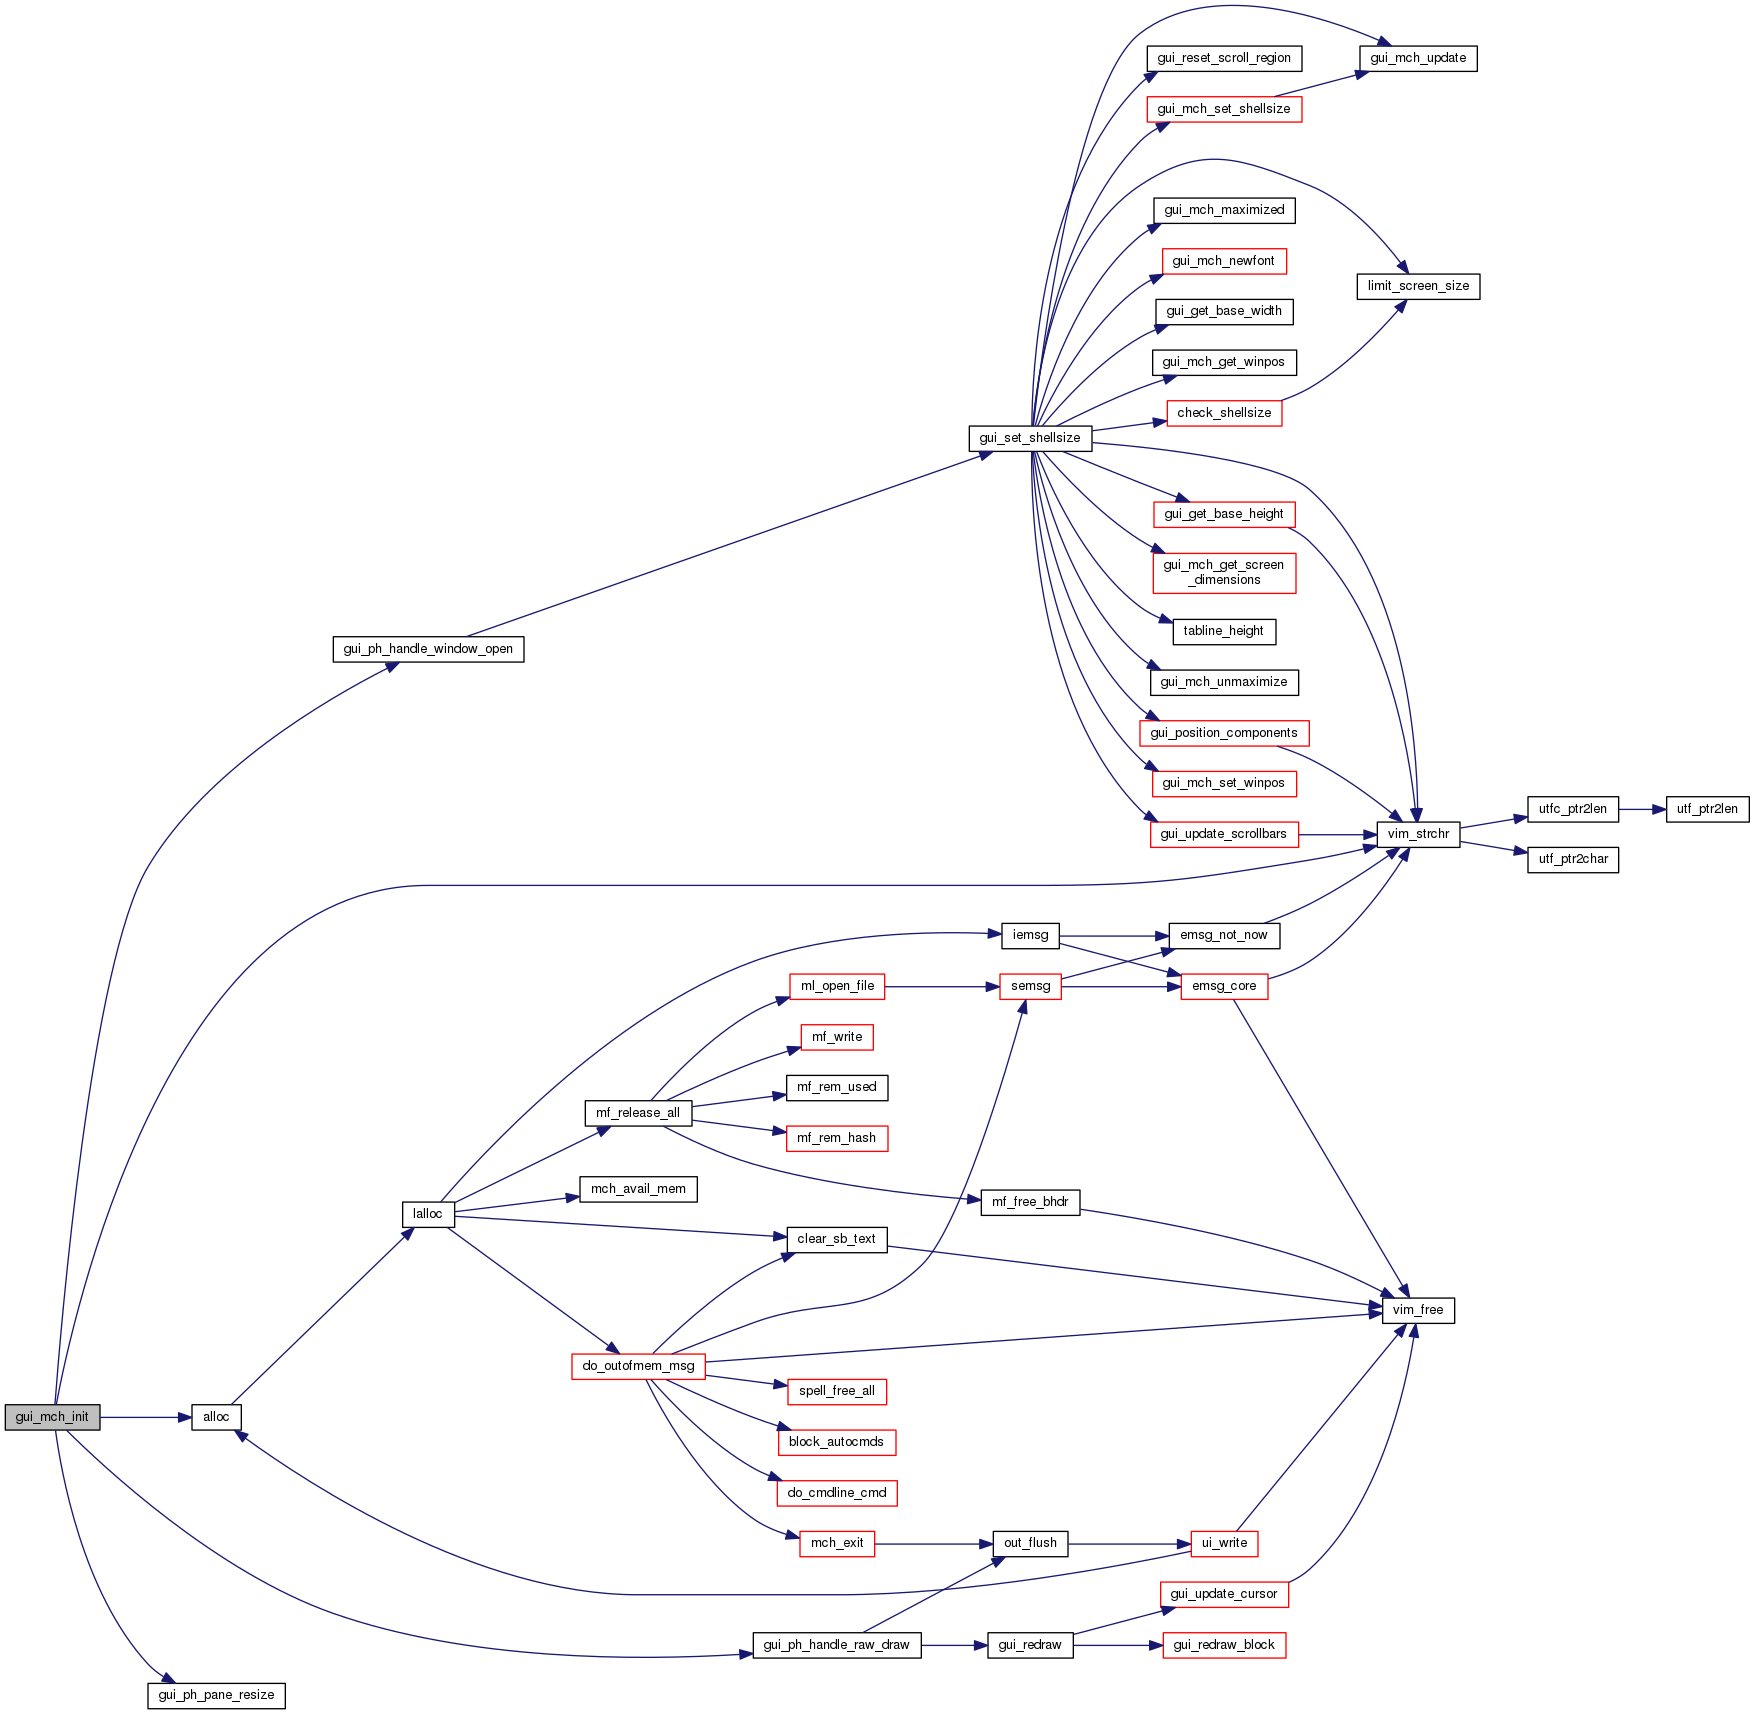 gui_reset_scroll_region
gui_mch_update
gui_mch_set_shellsize
gui_mch_maximized
gui_mch_newfont
limit_screen_size
gui_get_base_width
gui_mch_get_winpos
check_shellsize
gui_set_shellsize
gui_get_base_height
gui_mch_get_screen
_dimensions
tabline_height
gui_ph_handle_window_open
gui_mch_unmaximize
gui_position_components
gui_mch_set_winpos
utfc_ptr2len
utf_ptr2len
gui_update_scrollbars
vim_strchr
utf_ptr2char
iemsg
emsg_not_now
ml_open_file
semsg
emsg_core
mf_write
mf_rem_used
mf_release_all
mf_rem_hash
mch_avail_mem
mf_free_bhdr
lalloc
clear_sb_text
vim_free
do_outofmem_msg
spell_free_all
gui_mch_init
alloc
block_autocmds
do_cmdline_cmd
mch_exit
out_flush
ui_write
gui_update_cursor
gui_ph_handle_raw_draw
gui_redraw
gui_redraw_block
gui_ph_pane_resize